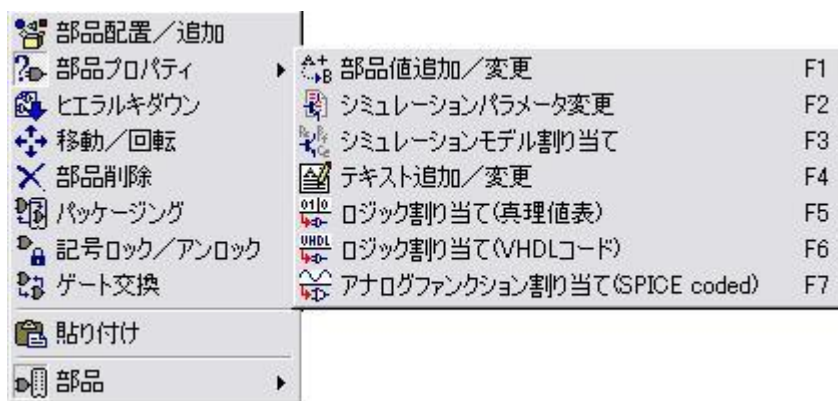 部品配置／追加
部品プロパティ
ヒエラルキダウン
移動／回転
部品削除
パッケージング
記号ロック／アンロック
ゲート交換
貼り付け
部品
部品値追加／変更 F1
シミュレーションパラメータ変更 F2
シミュレーションモデル割り当て F3
テキスト追加／変更 F4
ロジック割り当て(真理値表) F5
ロジック割り当て(VHDLコード) F6
アナログファンクション割り当て(SPICE coded) F7